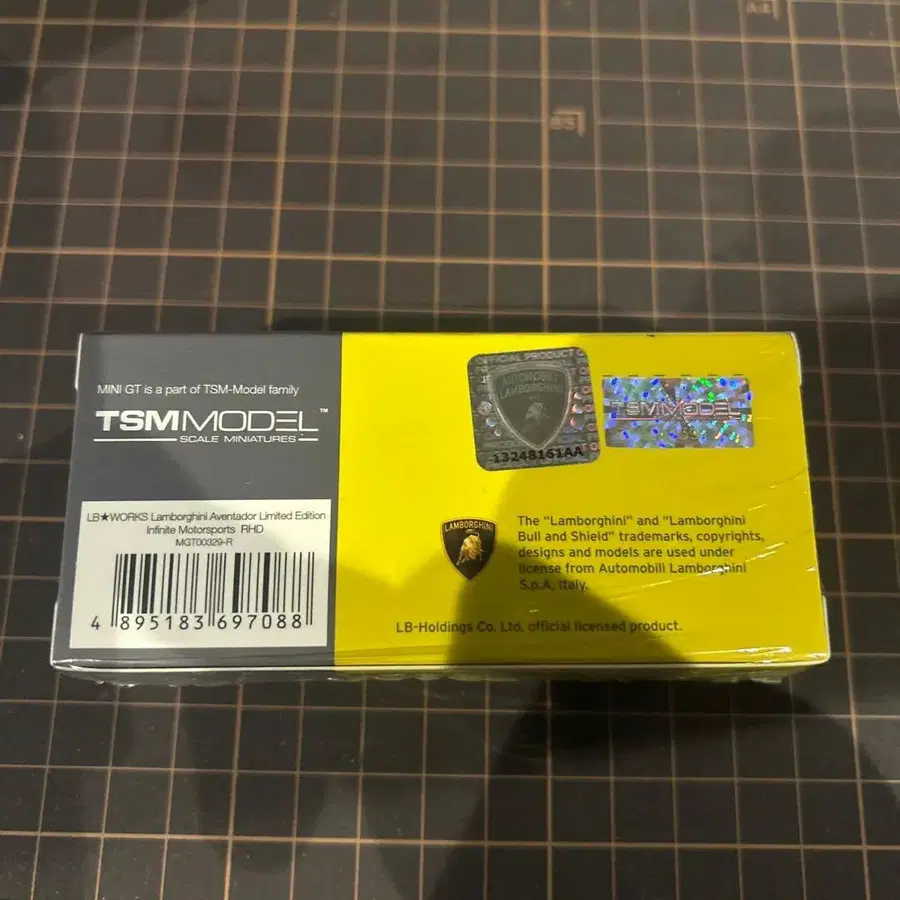 MINI GT is a part of TSM-Model family
TSMMODEL™
SCALE MINIATURES
LB★WORKS Lamborghini Aventador Limited Edition
Infinite Motorsports RHD
MGT00329-R
4 895183 697088
OFFICIAL PRODUCT
AUTOMOBILI
LAMBORGHINI
13248161AA
TSMMODEL
LAMBORGHINI
The "Lamborghini" and "Lamborghini
Bull and Shield" trademarks, copyrights,
designs and models are used under
license from Automobili Lamborghini
S.p.A, Italy.
LB-Holdings Co. Ltd. official licensed product.